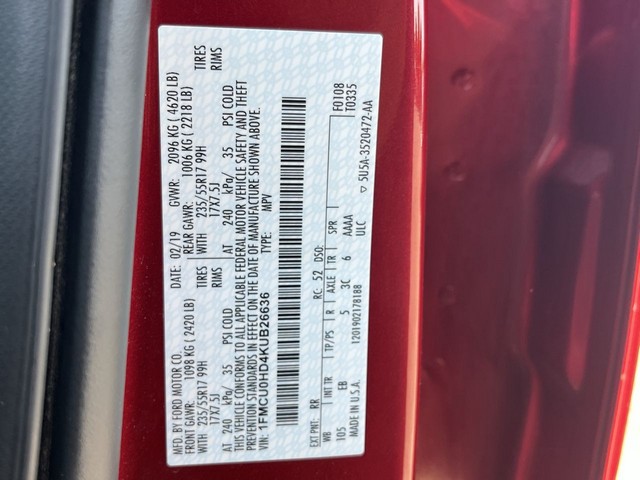 MFD. BY FORD MOTOR CO.
DATE: 02/19 GVWR: 2096 KG ( 4620 LB)
FRONT GAWR: 1098 KG ( 2420 LB) REAR GAWR: 1006 KG ( 2218 LB)
WITH 235/55R17 99H TIRES WITH 235/55R17 99H TIRES
17X7.5J RIMS 17X7.5J RIMS
AT 240 kPa/ 35 PSI COLD AT 240 kPa/ 35 PSI COLD
THIS VEHICLE CONFORMS TO ALL APPLICABLE FEDERAL MOTOR VEHICLE SAFETY AND THEFT
PREVENTION STANDARDS IN EFFECT ON THE DATE OF MANUFACTURE SHOWN ABOVE.
VIN: 1FMCU0HD4KUB26636 TYPE: MPV
F0108
EXT PNT: RR RC: 52 DSO: T0335
WB INT TR TP/PS R AXLE TR SPR
105 EB 5 3C 6 AAAA
MADE IN U.S.A. 1201902178188 ULC
▽ 5U5A-3520472-AA